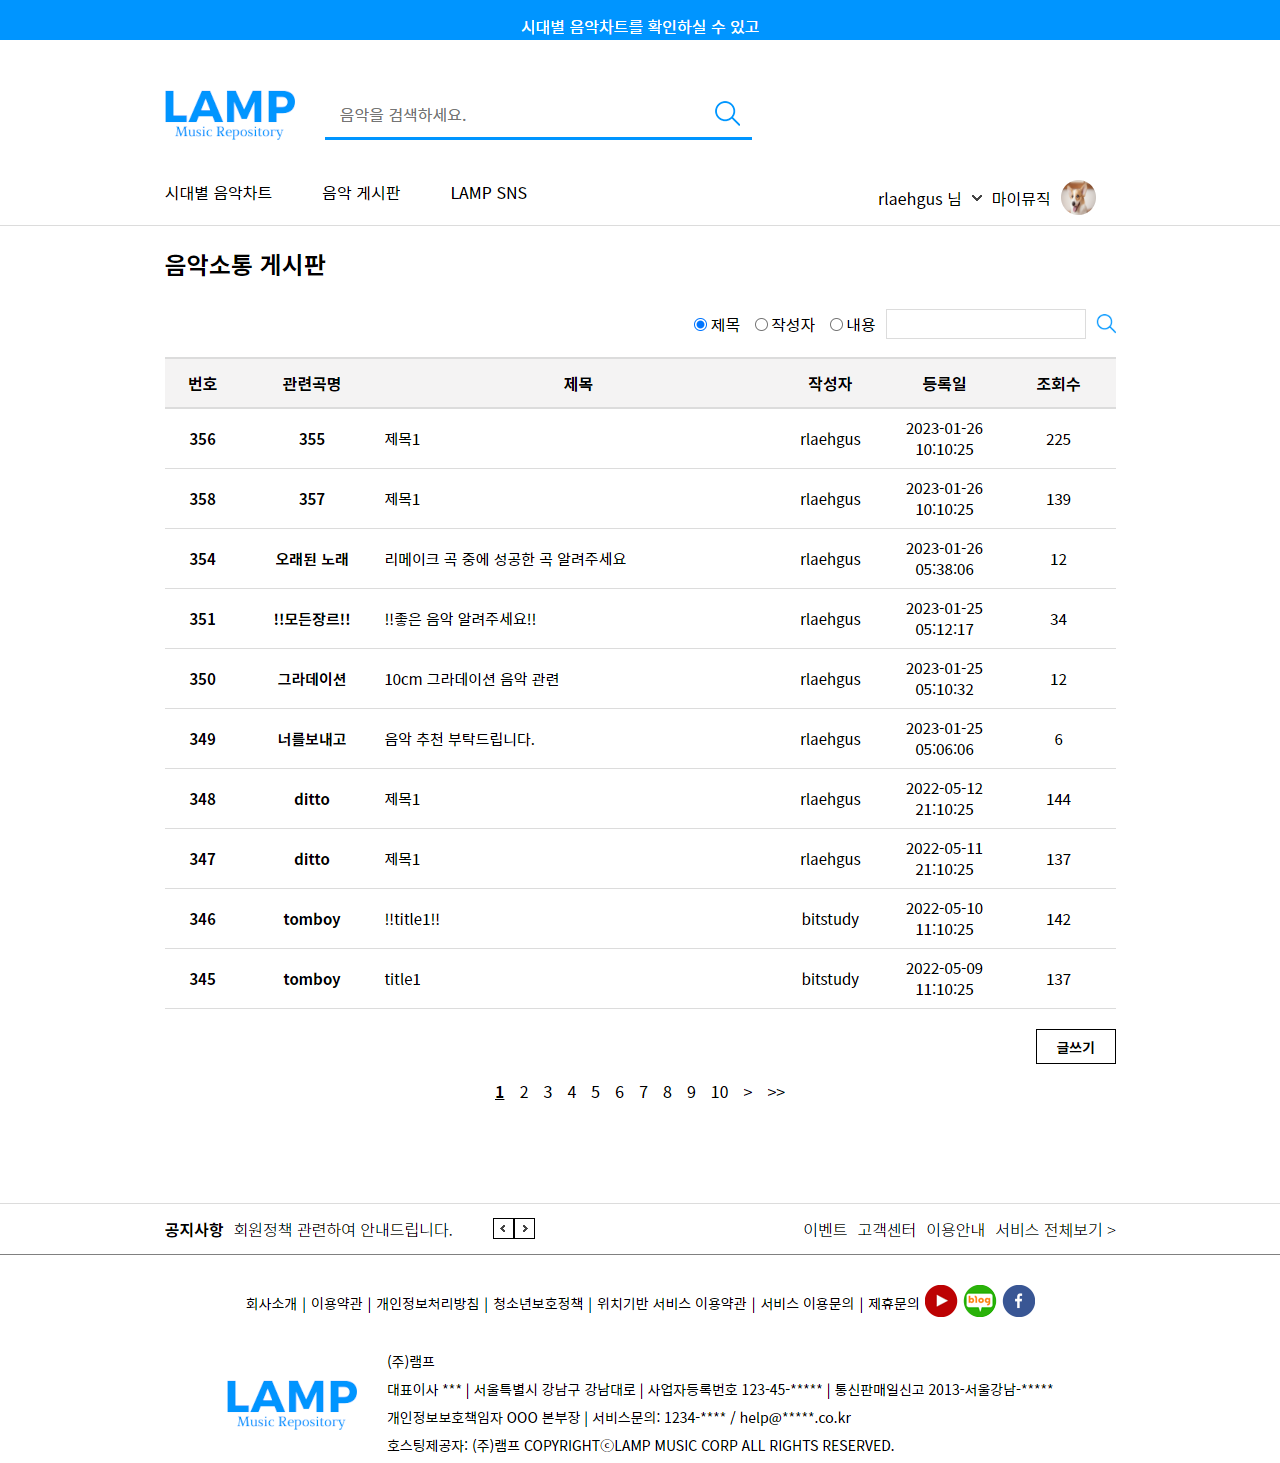 시대별 음악차트를 확인하실 수 있고
LAMP
Music Repository
음악을 검색하세요.
시대별 음악차트 음악 게시판 LAMP SNS
rlaehgus 님 마이뮤직
음악소통 게시판
제목 작성자 내용
번호 관련곡명 제목 작성자 등록일 조회수
356 355 제목1 rlaehgus 2023-01-26 10:10:25 225
358 357 제목1 rlaehgus 2023-01-26 10:10:25 139
354 오래된 노래 리메이크 곡 중에 성공한 곡 알려주세요 rlaehgus 2023-01-26 05:38:06 12
351 !!모든장르!! !!좋은 음악 알려주세요!! rlaehgus 2023-01-25 05:12:17 34
350 그라데이션 10cm 그라데이션 음악 관련 rlaehgus 2023-01-25 05:10:32 12
349 너를보내고 음악 추천 부탁드립니다. rlaehgus 2023-01-25 05:06:06 6
348 ditto 제목1 rlaehgus 2022-05-12 21:10:25 144
347 ditto 제목1 rlaehgus 2022-05-11 21:10:25 137
346 tomboy !!title1!! bitstudy 2022-05-10 11:10:25 142
345 tomboy title1 bitstudy 2022-05-09 11:10:25 137
글쓰기
1 2 3 4 5 6 7 8 9 10 > >>
공지사항 회원정책 관련하여 안내드립니다. 이벤트 고객센터 이용안내 서비스 전체보기 >
회사소개 | 이용약관 | 개인정보처리방침 | 청소년보호정책 | 위치기반 서비스 이용약관 | 서비스 이용문의 | 제휴문의 blog f
LAMP
Music Repository
(주)램프
대표이사 *** | 서울특별시 강남구 강남대로 | 사업자등록번호 123-45-***** | 통신판매일신고 2013-서울강남-*****
개인정보보호책임자 OOO 본부장 | 서비스문의: 1234-**** / help@*****.co.kr
호스팅제공자: (주)램프 COPYRIGHTⓒLAMP MUSIC CORP ALL RIGHTS RESERVED.